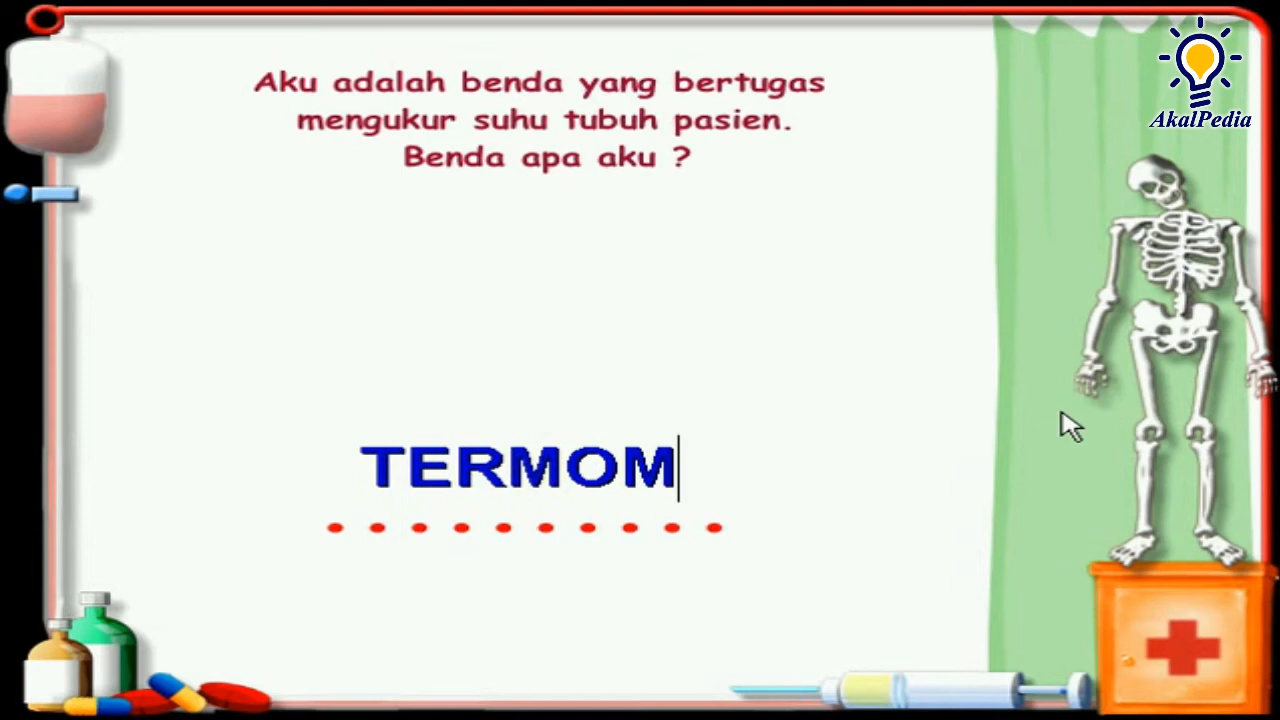 Aku adalah benda yang bertugas
mengukur suhu tubuh pasien.
Benda apa aku ?
AkalPedia
TERMOM